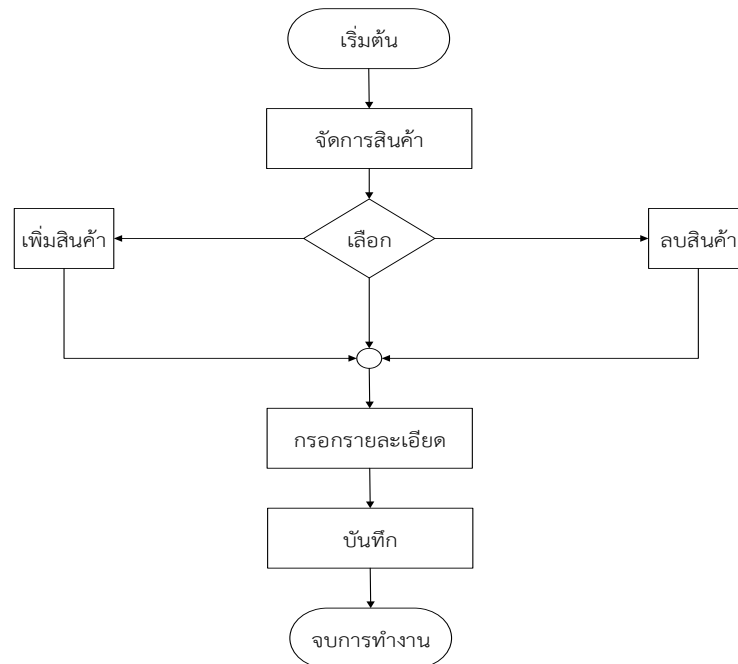 เริ่มต้น
จัดการสินค้า
เพิ่มสินค้า
เลือก
ลบสินค้า
กรอกรายละเอียด
บันทึก
จบการทำงาน